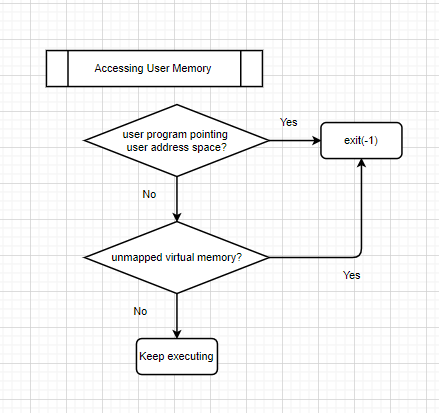 Accessing User Memory
user program pointing
user address space?
Yes
exit(-1)
No
unmapped virtual memory?
Yes
No
Keep executing